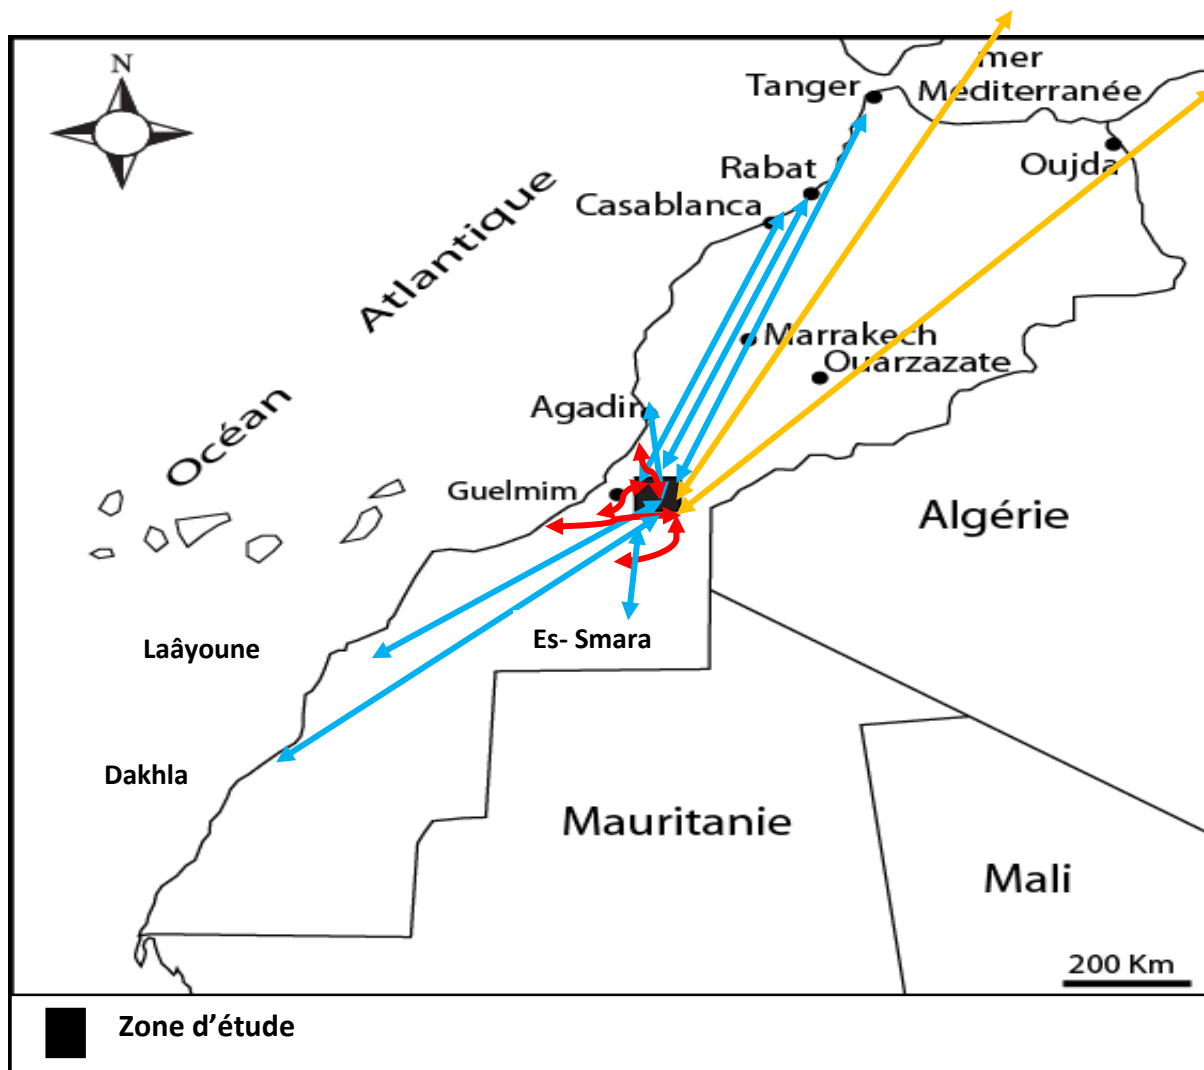 N
mer
Méditerranée
Tanger
Oujda
Rabat
Casablanca
Atlantique
Océan
Marrakech
Ouarzazate
Agadir
Guelmim
Algérie
Laâyoune
Es- Smara
Dakhla
Mauritanie
Mali
200 Km
Zone d'étude